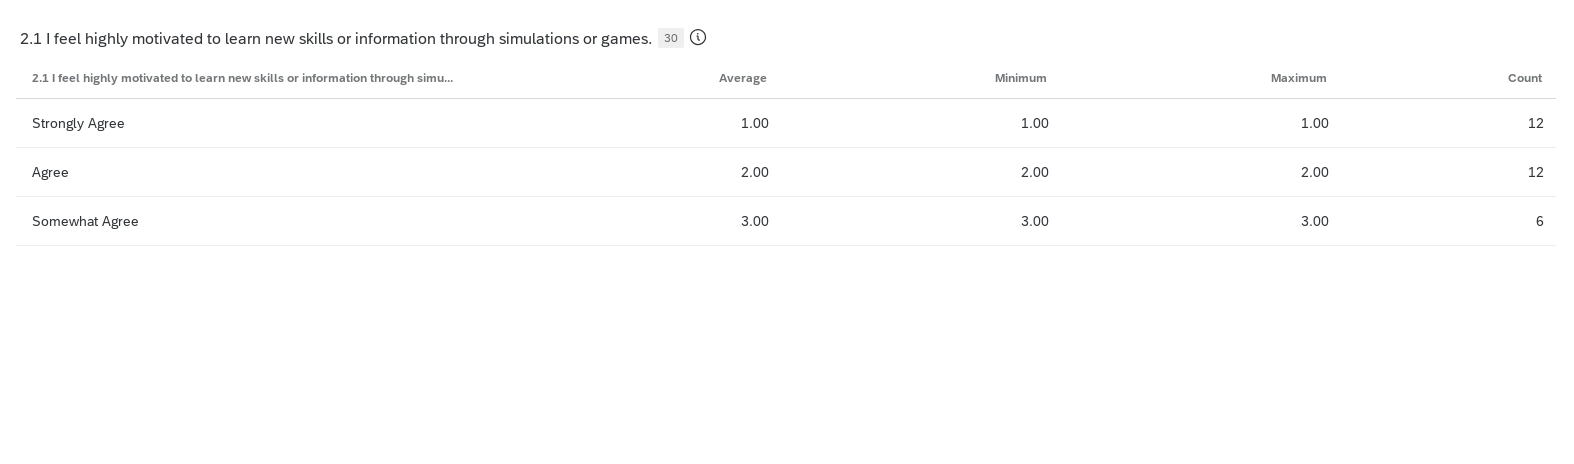 2.1 I feel highly motivated to learn new skills or information through simulations or games. 30
2.1 I feel highly motivated to learn new skills or information through simu... Average Minimum Maximum Count
Strongly Agree 1.00 1.00 1.00 12
Agree 2.00 2.00 2.00 12
Somewhat Agree 3.00 3.00 3.00 6